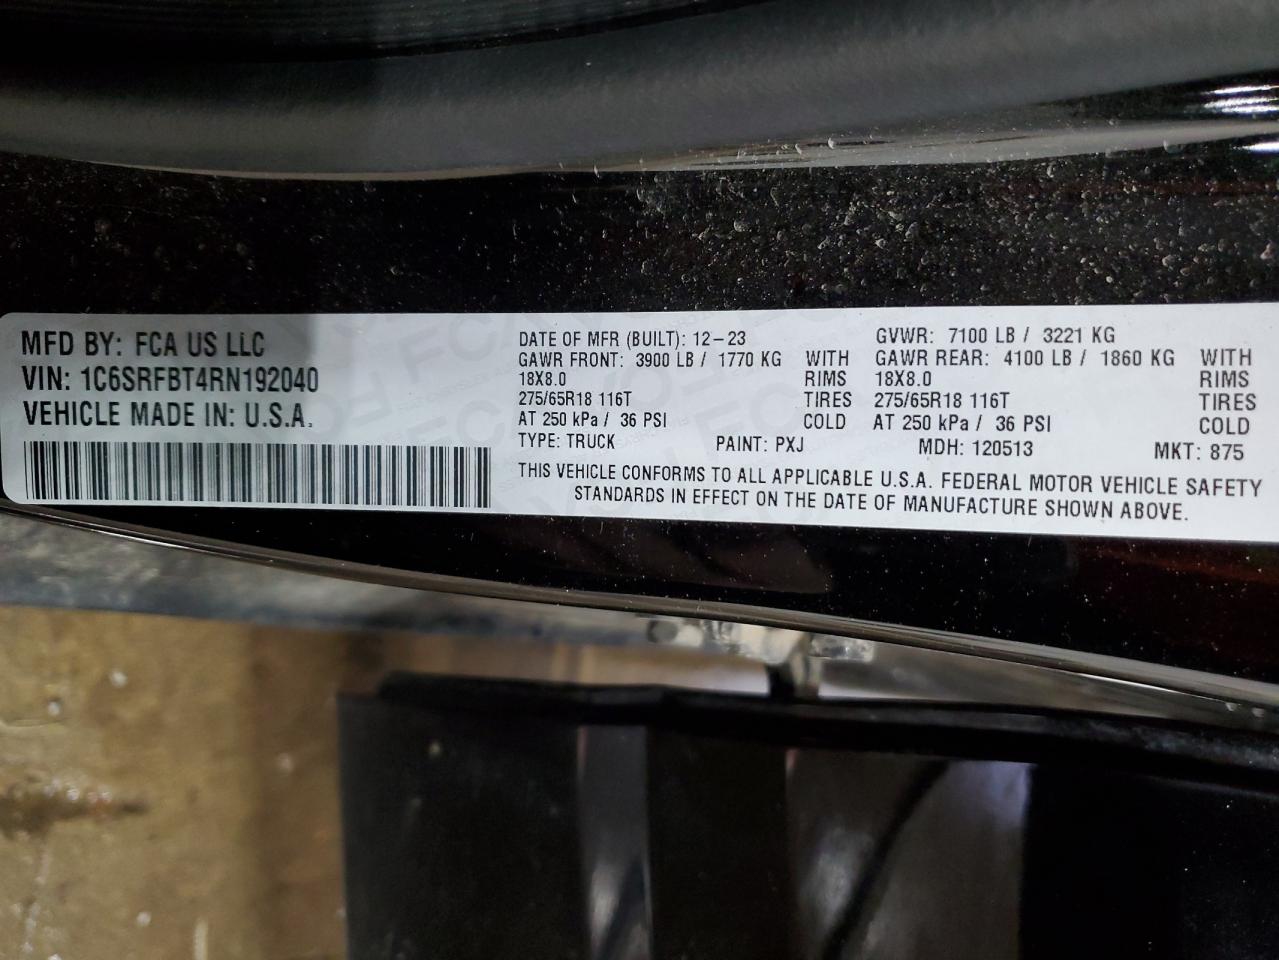 MFD BY: FCA US LLC
VIN: 1C6SRFBT4RN192040
VEHICLE MADE IN: U.S.A.
DATE OF MFR (BUILT): 12-23 GVWR: 7100 LB / 3221 KG
GAWR FRONT: 3900 LB / 1770 KG WITH GAWR REAR: 4100 LB / 1860 KG WITH
18X8.0 RIMS 18X8.0 RIMS
275/65R18 116T TIRES 275/65R18 116T TIRES
AT 250 kPa / 36 PSI COLD AT 250 kPa / 36 PSI COLD
TYPE: TRUCK PAINT: PXJ MDH: 120513 MKT: 875
THIS VEHICLE CONFORMS TO ALL APPLICABLE U.S.A. FEDERAL MOTOR VEHICLE SAFETY
STANDARDS IN EFFECT ON THE DATE OF MANUFACTURE SHOWN ABOVE.